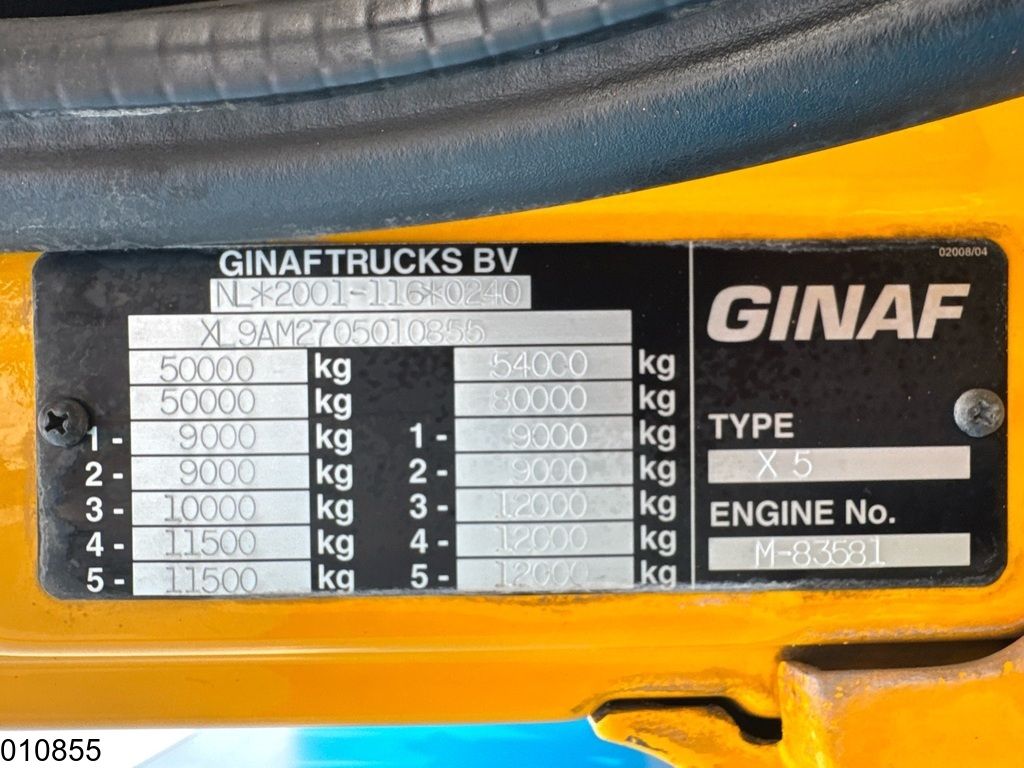 GINAF TRUCKS BV
NL*2001-116*0240
XL9AM2705010855
50000 kg 54000 kg
50000 kg 80000 kg
1 - 9000 kg 1 - 9000 kg
2 - 9000 kg 2 - 9000 kg
3 - 10000 kg 3 - 12000 kg
4 - 11500 kg 4 - 12000 kg
5 - 11500 kg 5 - 12000 kg
02008/04
GINAF
TYPE
X 5
ENGINE No.
M-83581
010855